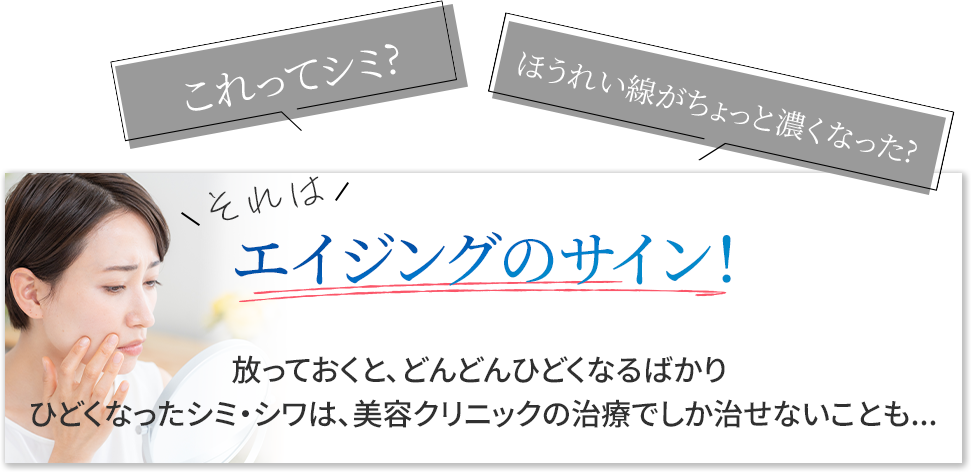 これってシミ?
ほうれい線がちょっと濃くなった?
それは
エイジングのサイン!
放っておくと、どんどんひどくなるばかり
ひどくなったシミ・シワは、美容クリニックの治療でしか治せないことも…